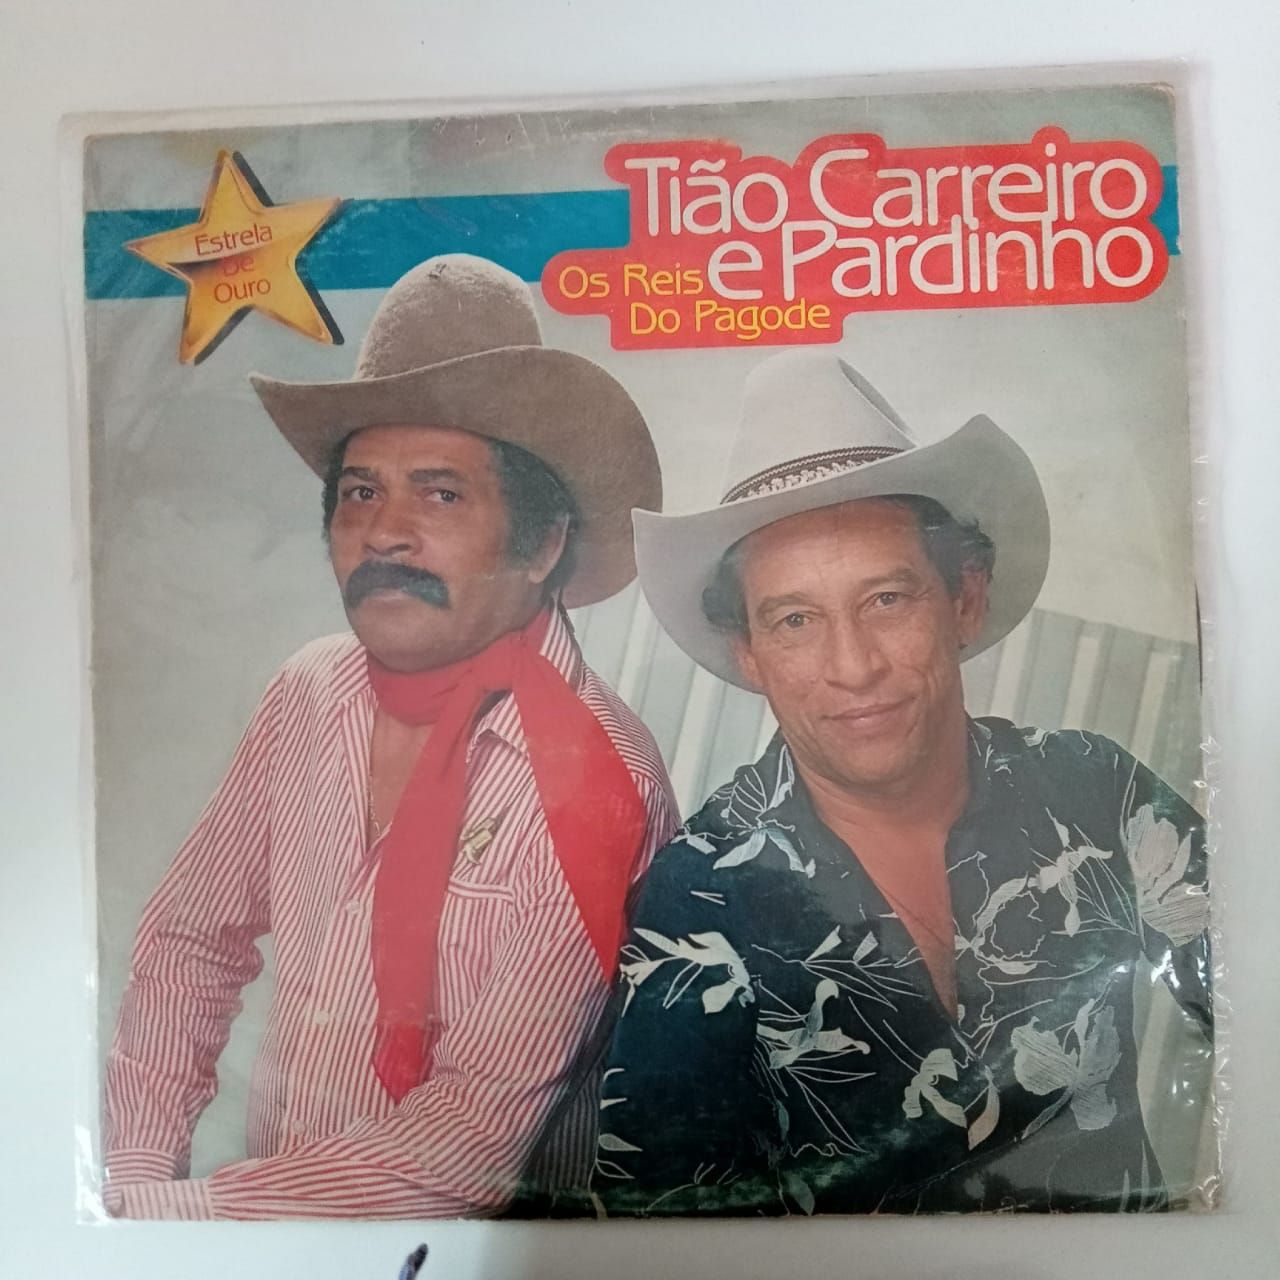 Estrela
De
Ouro
Tião Carreiro
e Pardinho
Os Reis
Do Pagode